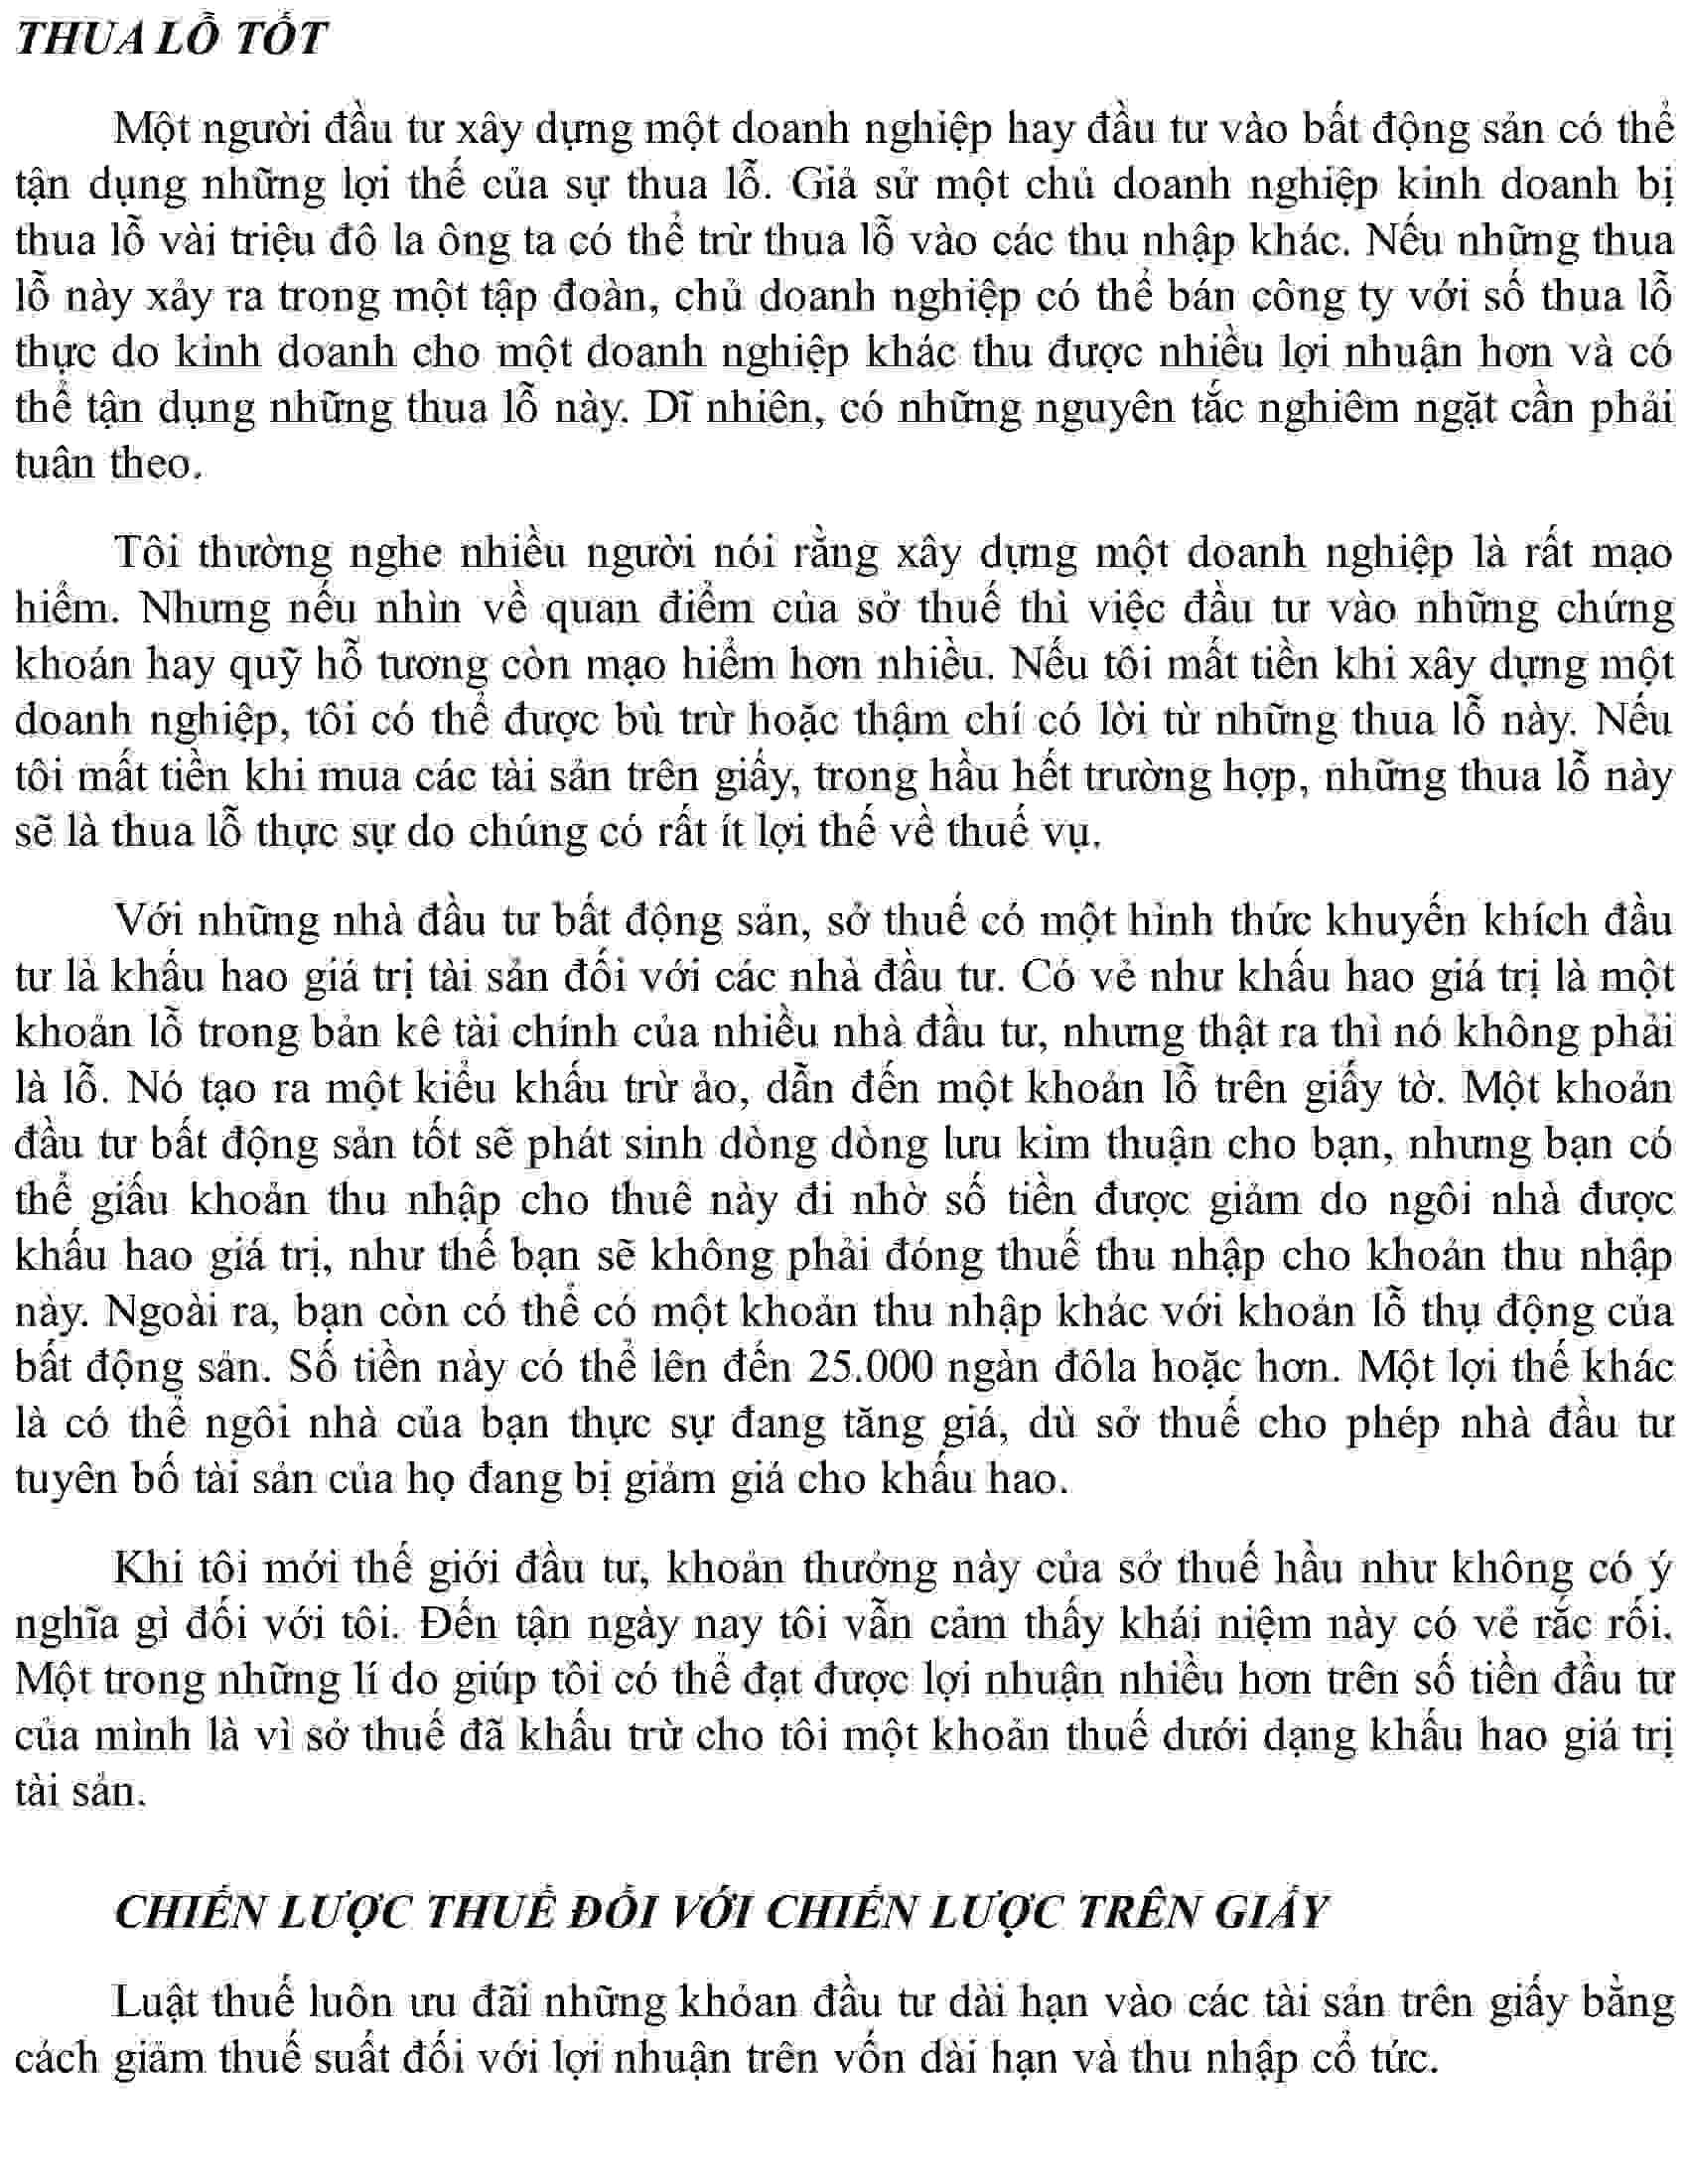 THUA LỖ TỐT
Một người đầu tư xây dựng một doanh nghiệp hay đầu tư vào bất động sản có thể
tận dụng những lợi thế của sự thua lỗ. Giả sử một chủ doanh nghiệp kinh doanh bị
thua lỗ vài triệu đô la ông ta có thể trừ thua lỗ vào các thu nhập khác. Nếu những thua
lỗ này xảy ra trong một tập đoàn, chủ doanh nghiệp có thể bán công ty với số thua lỗ
thực do kinh doanh cho một doanh nghiệp khác thu được nhiều lợi nhuận hơn và có
thể tận dụng những thua lỗ này. Dĩ nhiên, có những nguyên tắc nghiêm ngặt cần phải
tuân theo.
Tôi thường nghe nhiều người nói rằng xây dựng một doanh nghiệp là rất mạo
hiểm. Nhưng nếu nhìn về quan điểm của sở thuế thì việc đầu tư vào những chứng
khoán hay quỹ hỗ tương còn mạo hiểm hơn nhiều. Nếu tôi mất tiền khi xây dựng một
doanh nghiệp, tôi có thể được bù trừ hoặc thậm chí có lời từ những thua lỗ này. Nếu
tôi mất tiền khi mua các tài sản trên giấy, trong hầu hết trường hợp, những thua lỗ này
sẽ là thua lỗ thực sự do chúng có rất ít lợi thế về thuế vụ.
Với những nhà đầu tư bất động sản, sở thuế có một hình thức khuyến khích đầu
tư là khấu hao giá trị tài sản đối với các nhà đầu tư. Có vẻ như khấu hao giá trị là một
khoản lỗ trong bản kê tài chính của nhiều nhà đầu tư, nhưng thật ra thì nó không phải
là lỗ. Nó tạo ra một kiểu khấu trừ ảo, dẫn đến một khoản lỗ trên giấy tờ. Một khoản
đầu tư bất động sản tốt sẽ phát sinh dòng dòng lưu kim thuận cho bạn, nhưng bạn có
thể giấu khoản thu nhập cho thuê này đi nhờ số tiền được giảm do ngôi nhà được
khấu hao giá trị, như thế bạn sẽ không phải đóng thuế thu nhập cho khoản thu nhập
này. Ngoài ra, bạn còn có thể có một khoản thu nhập khác với khoản lỗ thụ động của
bất động sản. Số tiền này có thể lên đến 25.000 ngàn đôla hoặc hơn. Một lợi thế khác
là có thể ngôi nhà của bạn thực sự đang tăng giá, dù sở thuế cho phép nhà đầu tư
tuyên bố tài sản của họ đang bị giảm giá cho khấu hao.
Khi tôi mới thế giới đầu tư, khoản thưởng này của sở thuế hầu như không có ý
nghĩa gì đối với tôi. Đến tận ngày nay tôi vẫn cảm thấy khái niệm này có vẻ rắc rối.
Một trong những lí do giúp tôi có thể đạt được lợi nhuận nhiều hơn trên số tiền đầu tư
của mình là vì sở thuế đã khấu trừ cho tôi một khoản thuế dưới dạng khấu hao giá trị
tài sản.
CHIẾN LƯỢC THUẾ ĐỐI VỚI CHIẾN LƯỢC TRÊN GIẤY
Luật thuế luôn ưu đãi những khỏan đầu tư dài hạn vào các tài sản trên giấy bằng
cách giảm thuế suất đối với lợi nhuận trên vốn dài hạn và thu nhập cổ tức.